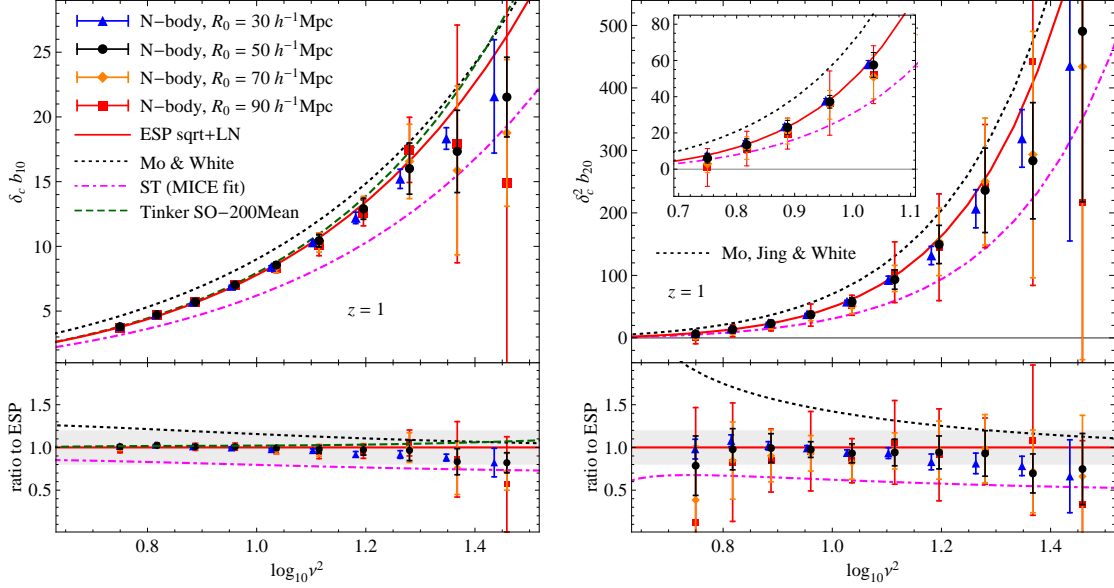 N−body, R₀ = 30 h⁻¹Mpc
N−body, R₀ = 50 h⁻¹Mpc
N−body, R₀ = 70 h⁻¹Mpc
N−body, R₀ = 90 h⁻¹Mpc
ESP sqrt+LN
Mo & White
ST (MICE fit)
Tinker SO−200Mean
z = 1
δc b₁₀
25
20
15
10
5
ratio to ESP
1.5
1.0
0.5
0.8 1.0 1.2 1.4
log₁₀ν²
δc² b₂₀
500
400
300
200
100
0
80
60
40
20
0
0.7 0.8 0.9 1.0 1.1
Mo, Jing & White
z = 1
ratio to ESP
1.5
1.0
0.5
0.8 1.0 1.2 1.4
log₁₀ν²